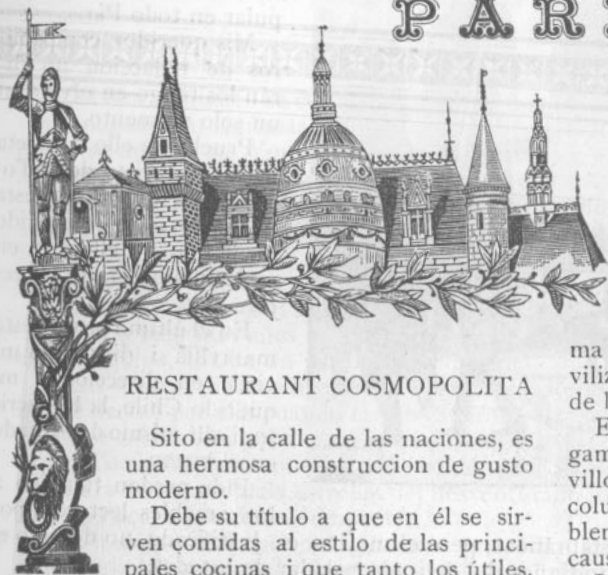 PAR
RESTAURANT COSMOPOLITA
Sito en la calle de las naciones, es
una hermosa construccion de gusto
moderno.
Debe su título a que en él se sir-
ven comidas al estilo de las princi-
pales cocinas i que tanto los útiles,
ma
viliz
de l
E
gam
villo
colu
blen
cau